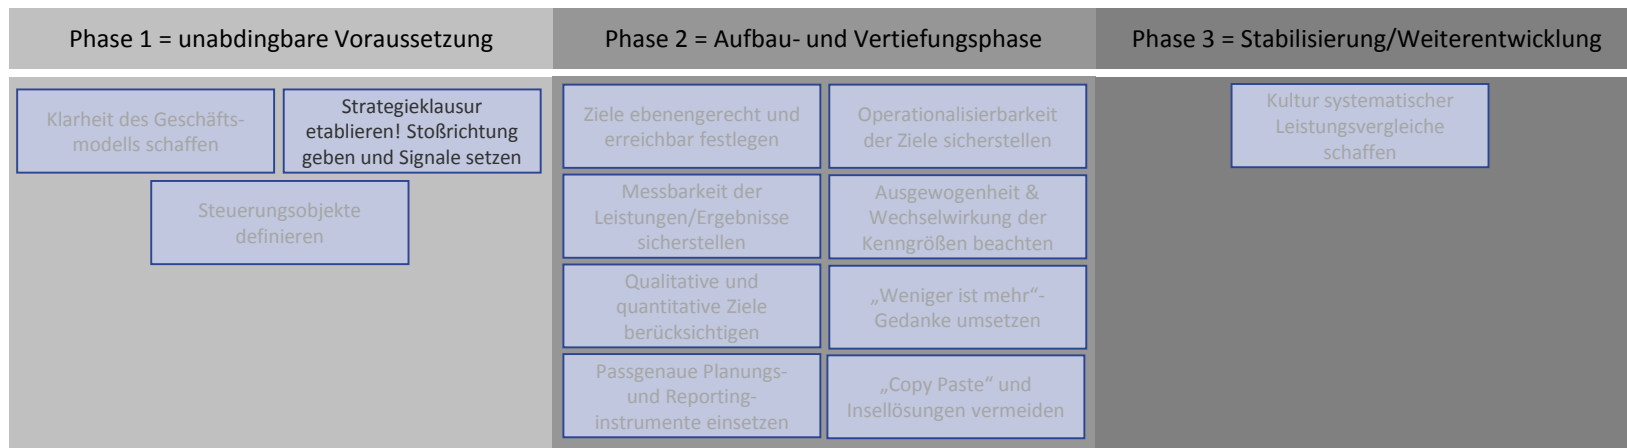 Phase 1 = unabdingbare Voraussetzung
Phase 2 = Aufbau- und Vertiefungsphase
Phase 3 = Stabilisierung/Weiterentwicklung
Klarheit des Geschäfts-
modells schaffen
Strategieklausur
etablieren! Stoßrichtung
geben und Signale setzen
Steuerungsobjekte
definieren
Ziele ebenengerecht und
erreichbar festlegen
Operationalisierbarkeit
der Ziele sicherstellen
Messbarkeit der
Leistungen/Ergebnisse
sicherstellen
Ausgewogenheit &
Wechselwirkung der
Kenngrößen beachten
Qualitative und
quantitative Ziele
berücksichtigen
„Weniger ist mehr“-
Gedanke umsetzen
Passgenaue Planungs-
und Reporting-
instrumente einsetzen
„Copy Paste“ und
Insellösungen vermeiden
Kultur systematischer
Leistungsvergleiche
schaffen